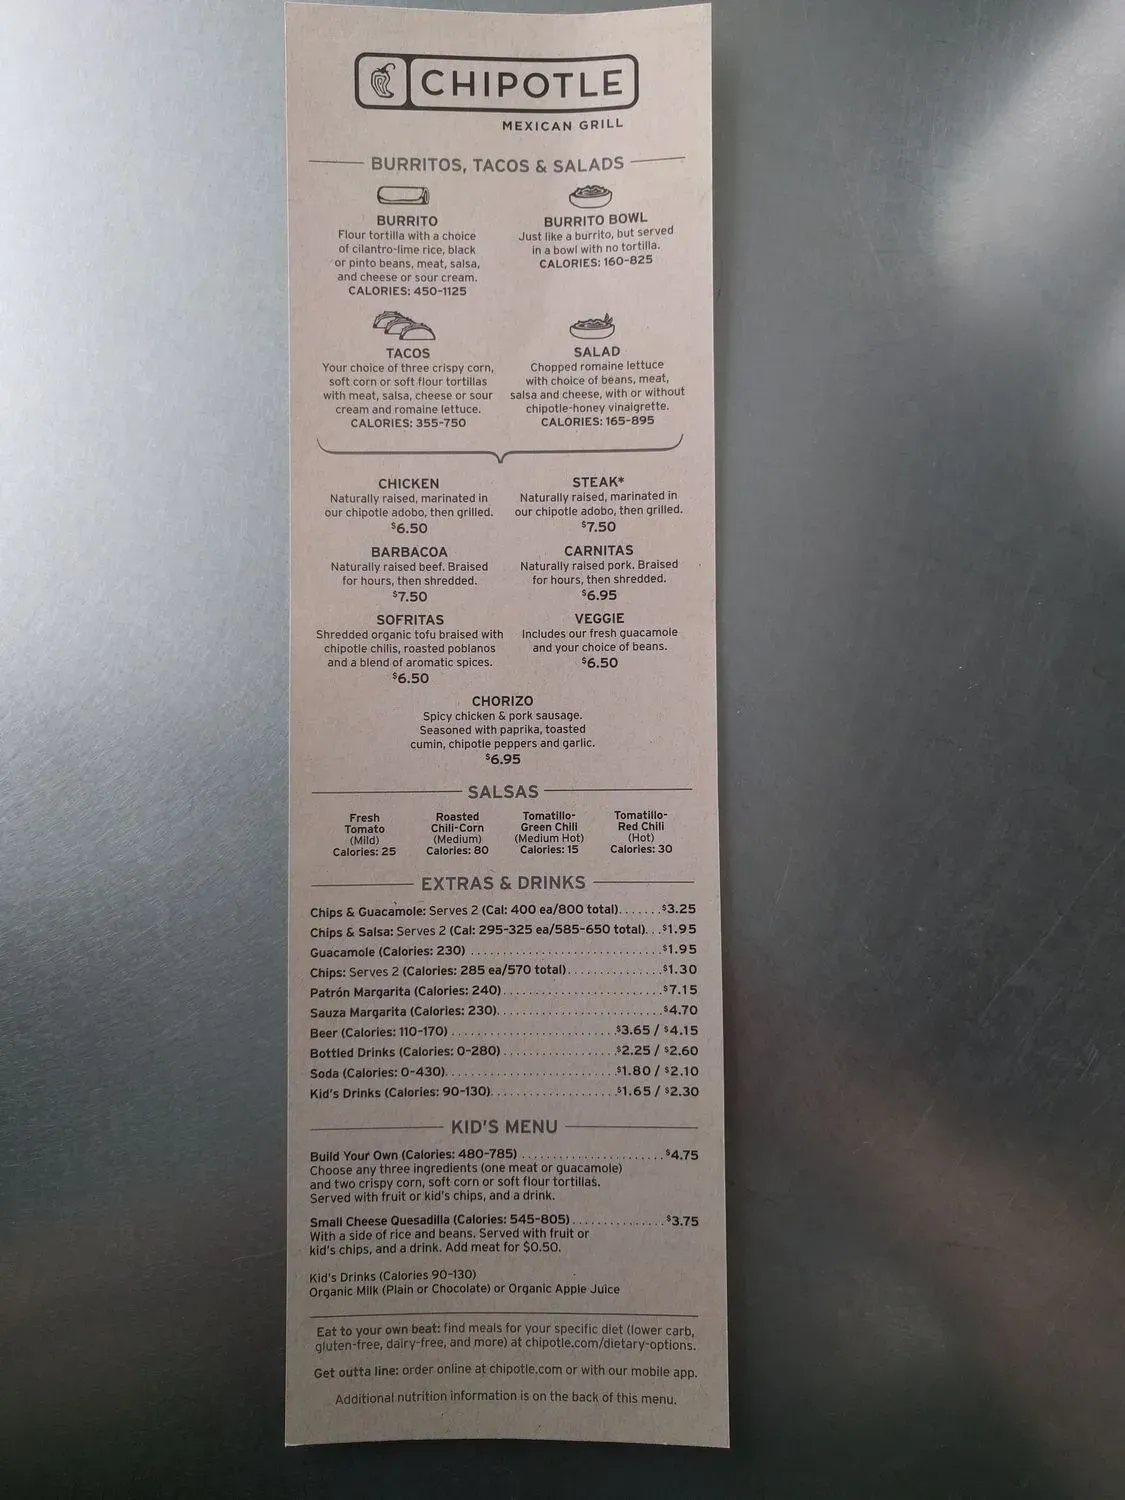 CHIPOTLE
MEXICAN GRILL
BURRITOS, TACOS & SALADS
BURRITO
Flour tortilla with a choice
of cilantro-lime rice, black
or pinto beans, meat, salsa,
and cheese or sour cream.
CALORIES: 450-1125
BURRITO BOWL
Just like a burrito, but served
in a bowl with no tortilla.
CALORIES: 160-825
TACOS
Your choice of three crispy corn,
soft corn or soft flour tortillas
with meat, salsa, cheese or sour
cream and romaine lettuce.
CALORIES: 355-750
SALAD
Chopped romaine lettuce
with choice of beans, meat,
salsa and cheese, with or without
chipotle-honey vinaigrette.
CALORIES: 165-895
CHICKEN
Naturally raised, marinated in
our chipotle adobo, then grilled.
$6.50
STEAK*
Naturally raised, marinated in
our chipotle adobo, then grilled.
$7.50
BARBACOA
Naturally raised beef. Braised
for hours, then shredded.
$7.50
CARNITAS
Naturally raised pork. Braised
for hours, then shredded.
$6.95
SOFRITAS
Shredded organic tofu braised with
chipotle chilis, roasted poblanos
and a blend of aromatic spices.
$6.50
VEGGIE
Includes our fresh guacamole
and your choice of beans.
$6.50
CHORIZO
Spicy chicken & pork sausage.
Seasoned with paprika, toasted
cumin, chipotle peppers and garlic.
$6.95
SALSAS
Fresh
Tomato
(Mild)
Calories: 25
Roasted
Chili-Corn
(Medium)
Calories: 80
Tomatillo-
Green Chili
(Medium Hot)
Calories: 15
Tomatillo-
Red Chili
(Hot)
Calories: 30
EXTRAS & DRINKS
Chips & Guacamole: Serves 2 (Cal: 400 ea/800 total).......$3.25
Chips & Salsa: Serves 2 (Cal: 295-325 ea/585-650 total)...$1.95
Guacamole (Calories: 230)............................$1.95
Chips: Serves 2 (Calories: 285 ea/570 total)..............$1.30
Patrón Margarita (Calories: 240).......................$7.15
Sauza Margarita (Calories: 230)........................$4.70
Beer (Calories: 110-170)........................$3.65 / $4.15
Bottled Drinks (Calories: 0-280).................$2.25 / $2.60
Soda (Calories: 0-430).........................$1.80 / $2.10
Kid's Drinks (Calories: 90-130)...................$1.65 / $2.30
KID'S MENU
Build Your Own (Calories: 480-785).....................$4.75
Choose any three ingredients (one meat or guacamole)
and two crispy corn, soft corn or soft flour tortillas.
Served with fruit or kid's chips, and a drink.
Small Cheese Quesadilla (Calories: 545-805)..............$3.75
With a side of rice and beans. Served with fruit or
kid's chips, and a drink. Add meat for $0.50.
Kid's Drinks (Calories 90-130)
Organic Milk (Plain or Chocolate) or Organic Apple Juice
Eat to your own beat: find meals for your specific diet (lower carb,
gluten-free, dairy-free, and more) at chipotle.com/dietary-options.
Get outta line: order online at chipotle.com or with our mobile app.
Additional nutrition information is on the back of this menu.